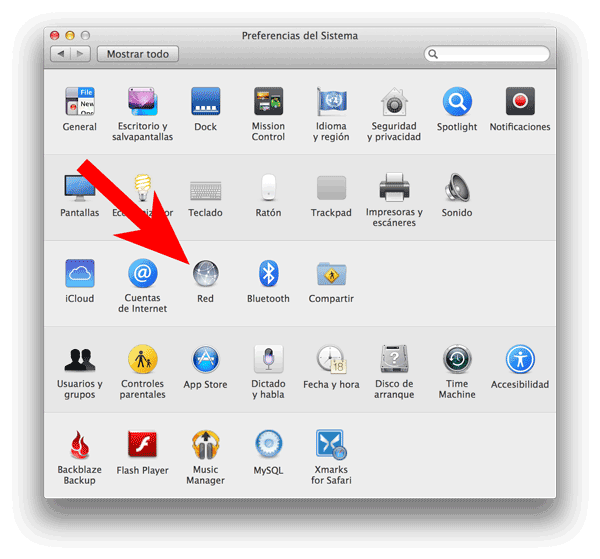 Preferencias del Sistema
Mostrar todo
File
New
General
Escritorio y
salvapantallas
Dock
Mission
Control
Idioma
y región
Seguridad
y privacidad
Spotlight
Notificaciones
Pantallas
Teclado
Ratón
Trackpad
Impresoras y
escáneres
Sonido
iCloud
Cuentas
de Internet
Red
Bluetooth
Compartir
Usuarios y
grupos
Controles
parentales
App Store
Dictado
y habla
Fecha y hora
18
Disco de
arranque
Time
Machine
Accesibilidad
Backblaze
Backup
Flash Player
Music
Manager
MySQL
Xmarks
for Safari